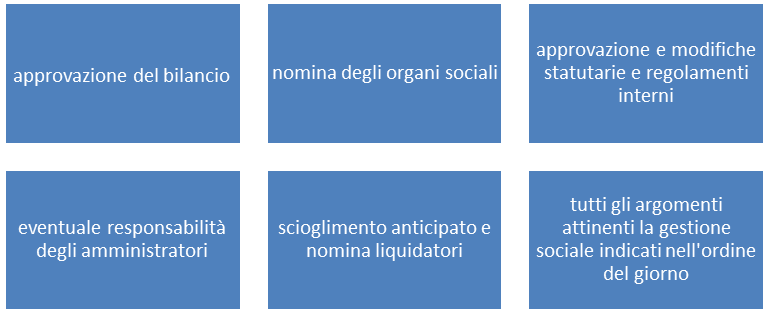 approvazione del bilancio
nomina degli organi sociali
approvazione e modifiche
statutarie e regolamenti
interni
eventuale responsabilità
degli amministratori
scioglimento anticipato e
nomina liquidatori
tutti gli argomenti
attinenti la gestione
sociale indicati nell'ordine
del giorno